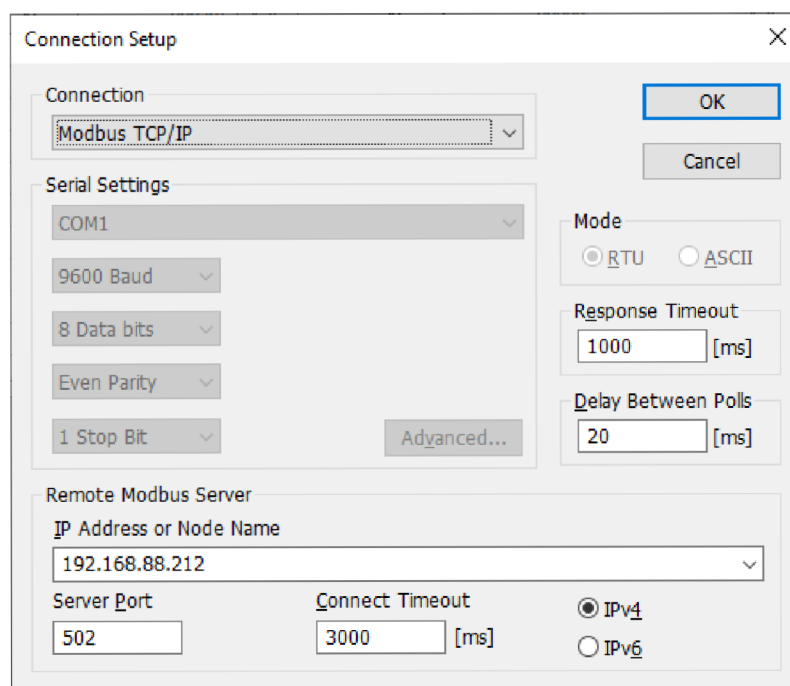 Connection Setup
Connection
Modbus TCP/IP
OK
Cancel
Serial Settings
COM1
9600 Baud
8 Data bits
Even Parity
1 Stop Bit
Advanced...
Mode
RTU
ASCII
Response Timeout
1000 [ms]
Delay Between Polls
20 [ms]
Remote Modbus Server
IP Address or Node Name
192.168.88.212
Server Port
502
Connect Timeout
3000 [ms]
IPv4
IPv6